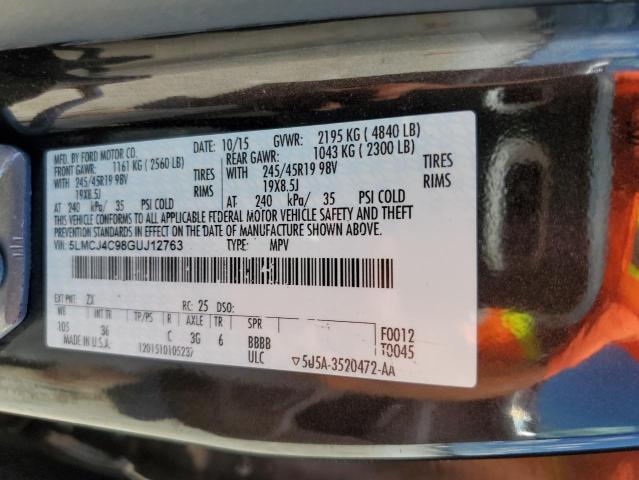 MFD. BY FORD MOTOR CO.
DATE: 10/15 GVWR: 2195 KG ( 4840 LB)
FRONT GAWR: 1161 KG ( 2560 LB)
REAR GAWR: 1043 KG ( 2300 LB)
WITH 245/45R19 98V TIRES
WITH 245/45R19 98V TIRES
19X8.5J RIMS
19X8.5J RIMS
AT 240 kPa/ 35 PSI COLD
AT 240 kPa/ 35 PSI COLD
THIS VEHICLE CONFORMS TO ALL APPLICABLE FEDERAL MOTOR VEHICLE SAFETY AND THEFT
PREVENTION STANDARDS IN EFFECT ON THE DATE OF MANUFACTURE SHOWN ABOVE.
VIN: 5LMCJ4C98GUJ12763 TYPE: MPV
EXT PNT: ZX RC: 25 DSO:
WB INT TR TP/PS R AXLE TR SPR
105 36 C 3G 6 BBBB F0012
MADE IN U.S.A. 1201510105237 ULC T0045
▽5U5A-3520472-AA